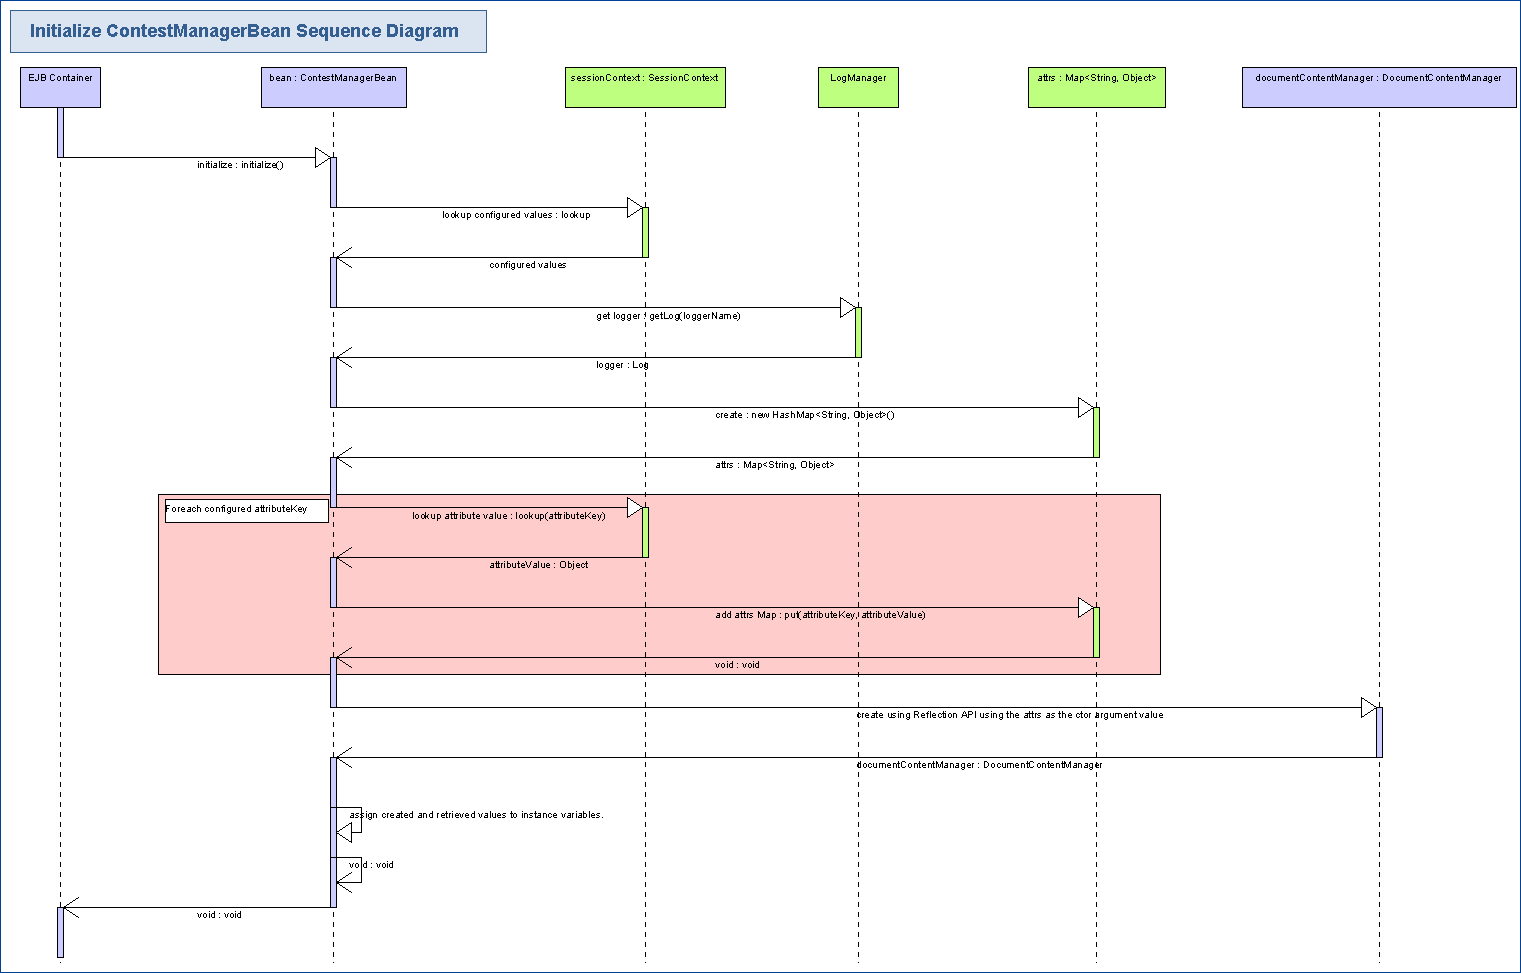 Initialize ContestManagerBean Sequence Diagram
EJB Container
bean : ContestManagerBean
sessionContext : SessionContext
LogManager
attrs : Map<String, Object>
documentContentManager : DocumentContentManager
initialize : initialize()
lookup configured values : lookup
configured values
get logger : getLog(loggerName)
logger : Log
create : new HashMap<String, Object>()
attrs : Map<String, Object>
Foreach configured attributeKey
lookup attribute value : lookup(attributeKey)
attributeValue : Object
add attrs Map : put(attributeKey, attributeValue)
void : void
create using Reflection API using the attrs as the ctor argument value
documentContentManager : DocumentContentManager
assign created and retrieved values to instance variables.
void : void
void : void